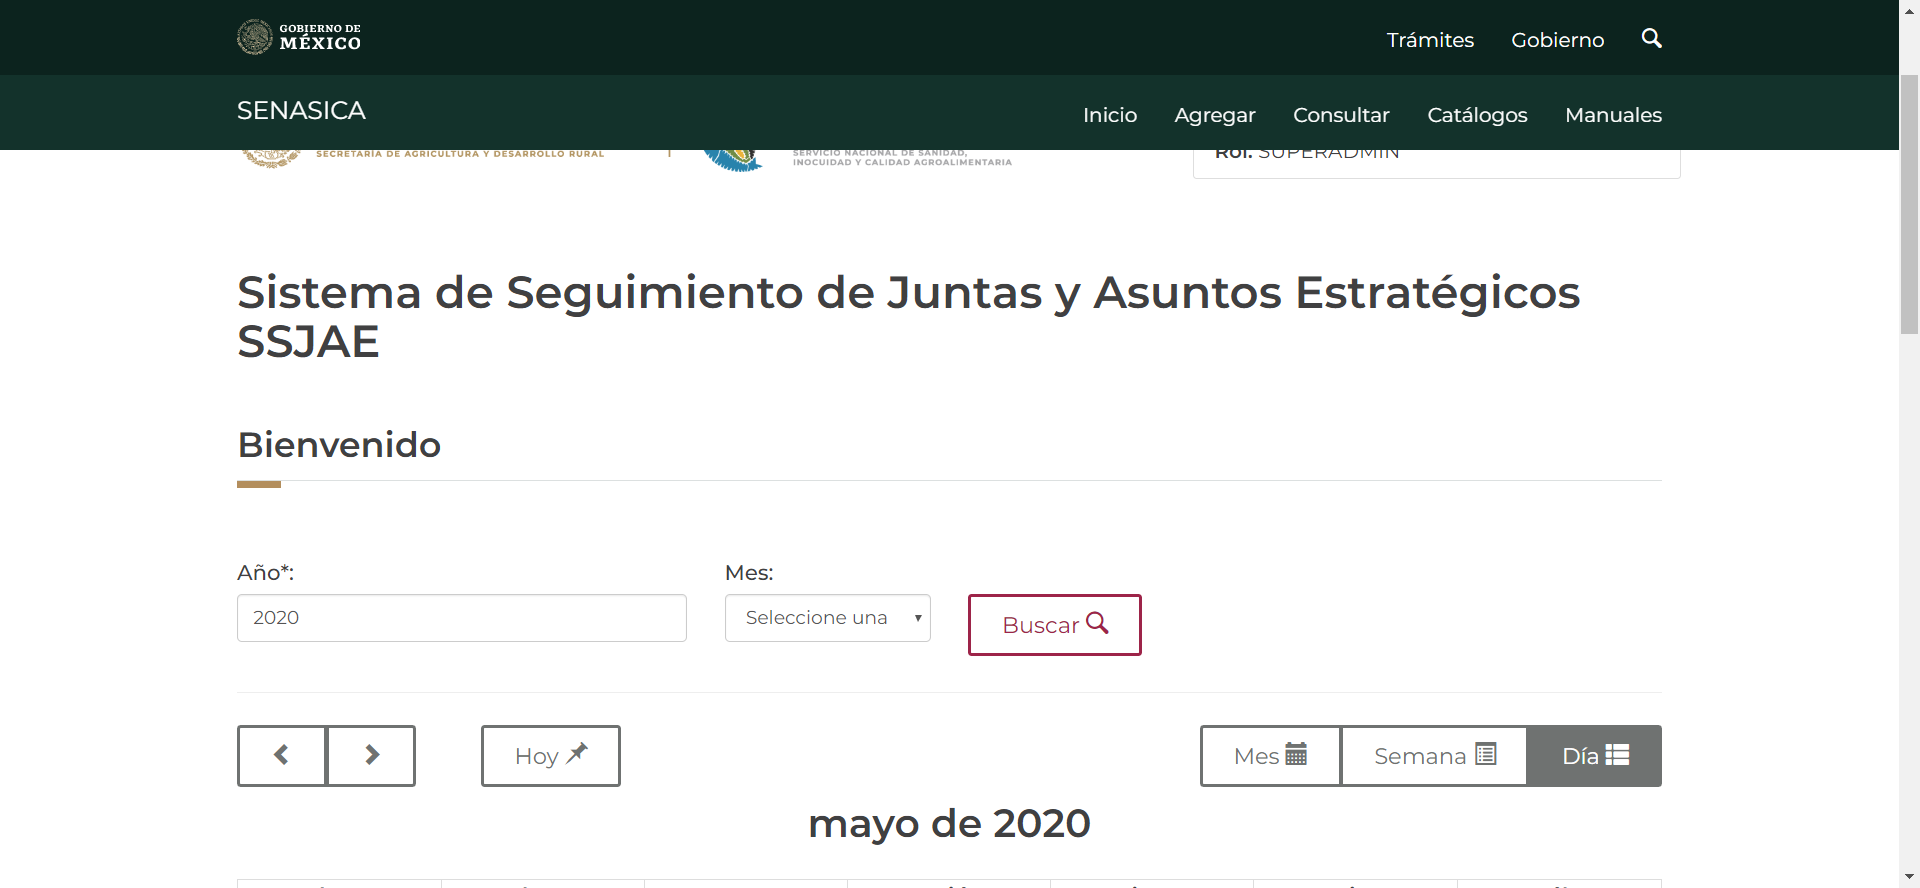 GOBIERNO DE
MÉXICO
Trámites Gobierno
SENASICA
Inicio Agregar Consultar Catálogos Manuales
SECRETARÍA DE AGRICULTURA Y DESARROLLO RURAL
SERVICIO NACIONAL DE SANIDAD,
INOCUIDAD Y CALIDAD AGROALIMENTARIA
Rol: SUPERADMIN
Sistema de Seguimiento de Juntas y Asuntos Estratégicos
SSJAE
Bienvenido
Año*: Mes:
2020 Seleccione una Buscar
Hoy Mes Semana Día
mayo de 2020